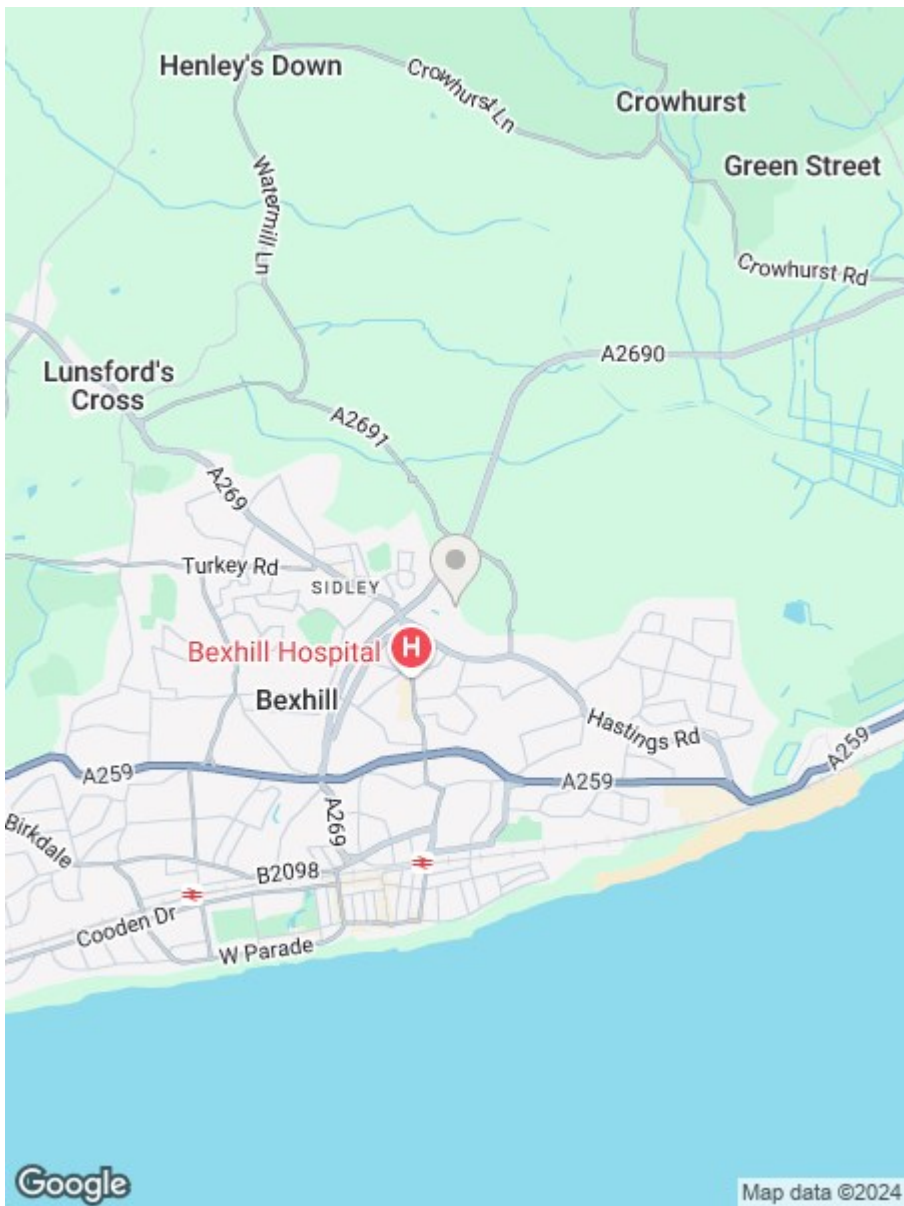 Henley's Down
Crowhurst Ln
Crowhurst
Green Street
Watermill Ln
Crowhurst Rd
A2690
Lunsford's
Cross
A2691
A269
Turkey Rd
SIDLEY
H
Bexhill Hospital
Bexhill
Hastings Rd
A259
A259
A259
A269
Birkdale
B2098
Cooden Dr
W Parade
Google
Map data ©2024